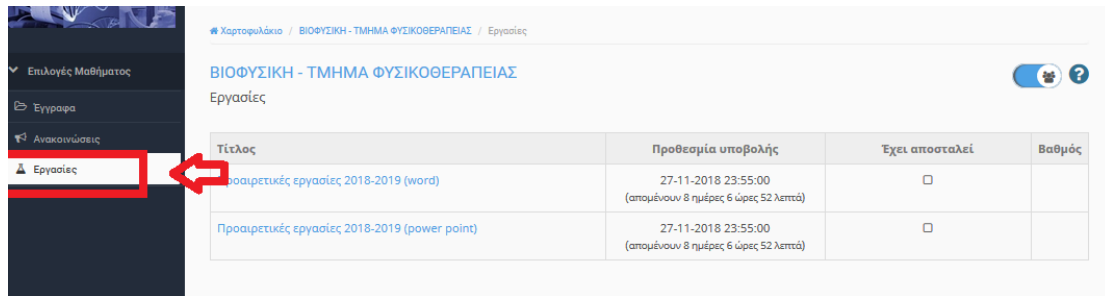 Χαρτοφυλάκιο / ΒΙΟΦΥΣΙΚΗ - ΤΜΗΜΑ ΦΥΣΙΚΟΘΕΡΑΠΕΙΑΣ / Εργασίες
Επιλογές Μαθήματος
Έγγραφα
Ανακοινώσεις
Εργασίες
ΒΙΟΦΥΣΙΚΗ - ΤΜΗΜΑ ΦΥΣΙΚΟΘΕΡΑΠΕΙΑΣ
Εργασίες
Τίτλος Προθεσμία υποβολής Έχει αποσταλεί Βαθμός
Προαιρετικές εργασίες 2018-2019 (word) 27-11-2018 23:55:00
(απομένουν 8 ημέρες 6 ώρες 52 λεπτά)
Προαιρετικές εργασίες 2018-2019 (power point) 27-11-2018 23:55:00
(απομένουν 8 ημέρες 6 ώρες 52 λεπτά)